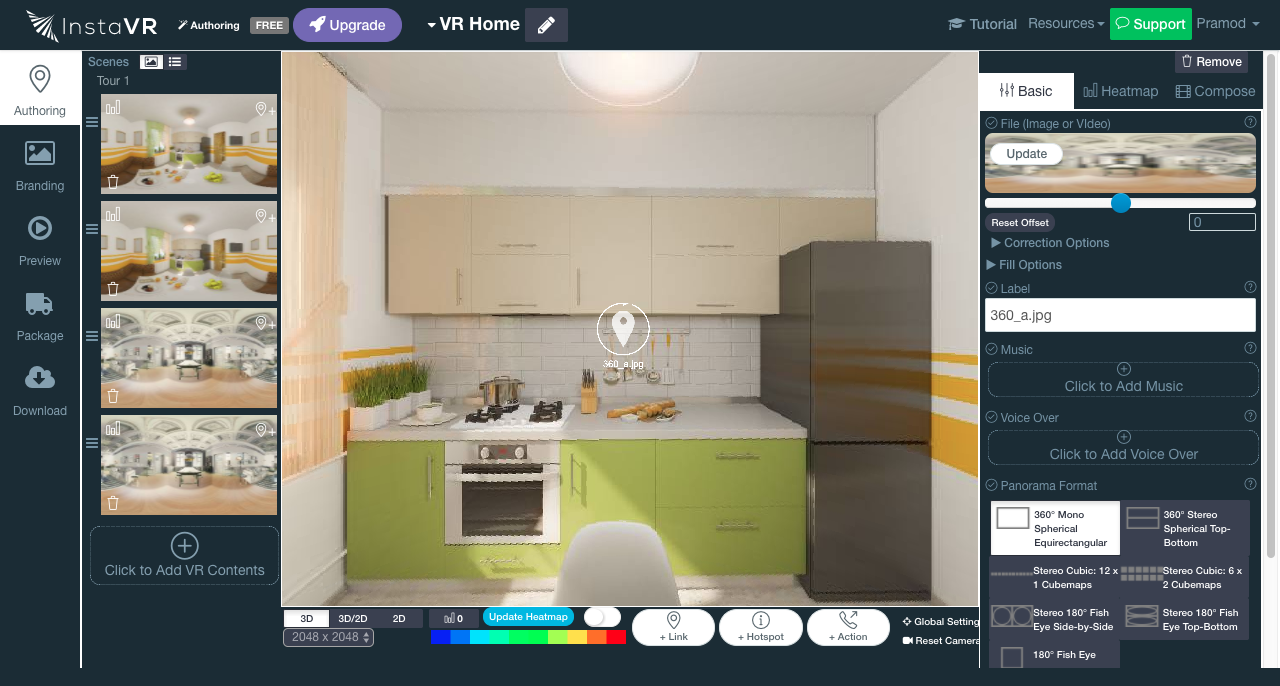 InstaVR
Authoring
FREE
Upgrade
VR Home
Tutorial
Resources
Support
Pramod
Scenes
Tour 1
Remove
Authoring
Branding
Preview
Package
Download
Click to Add VR Contents
360_a.jpg
3D
3D/2D
2D
2048 x 2048
0
Update Heatmap
+ Link
+ Hotspot
+ Action
Global Setting
Reset Camera
Basic
Heatmap
Compose
File (Image or VIdeo)
Update
Reset Offset
0
Correction Options
Fill Options
Label
360_a.jpg
Music
Click to Add Music
Voice Over
Click to Add Voice Over
Panorama Format
360° Mono
Spherical
Equirectangular
360° Stereo
Spherical Top-
Bottom
Stereo Cubic: 12 x
1 Cubemaps
Stereo Cubic: 6 x
2 Cubemaps
Stereo 180° Fish
Eye Side-by-Side
Stereo 180° Fish
Eye Top-Bottom
180° Fish Eye